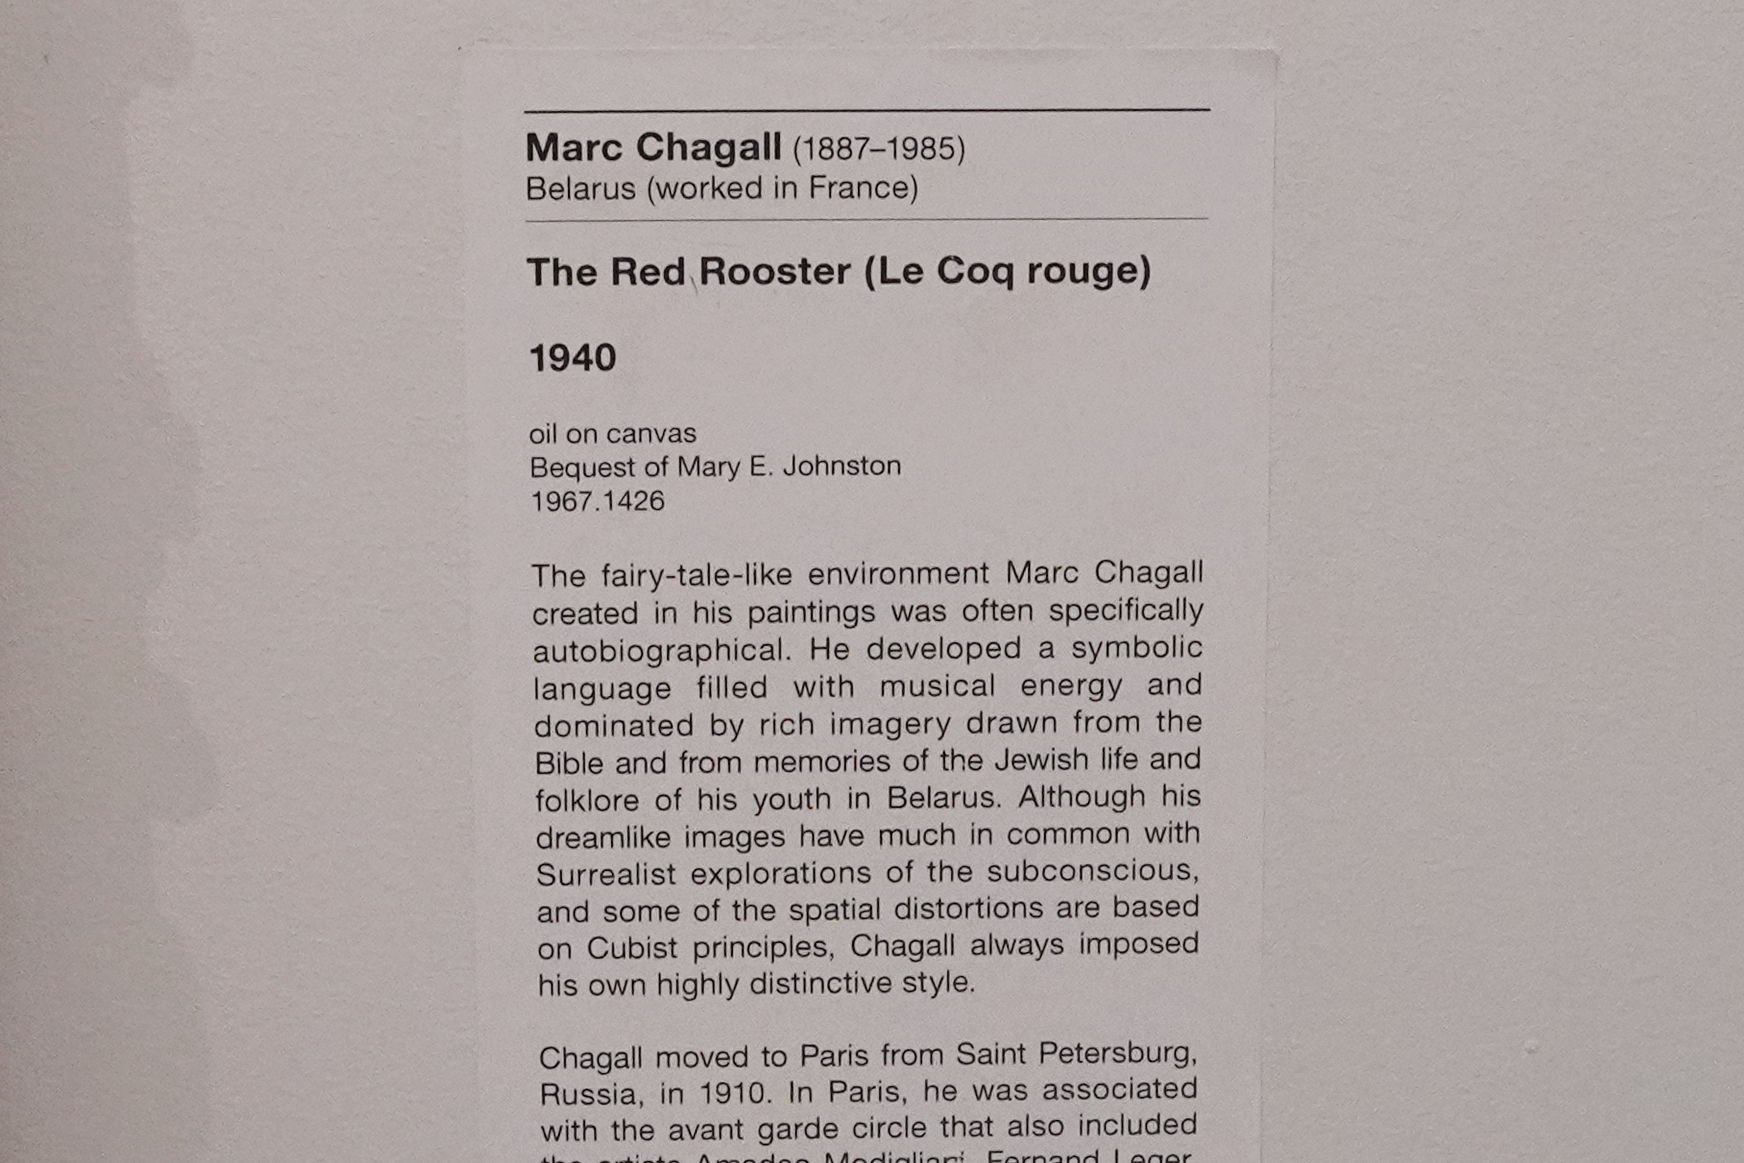 Marc Chagall (1887–1985)
Belarus (worked in France)
The Red Rooster (Le Coq rouge)
1940
oil on canvas
Bequest of Mary E. Johnston
1967.1426
The fairy-tale-like environment Marc Chagall
created in his paintings was often specifically
autobiographical. He developed a symbolic
language filled with musical energy and
dominated by rich imagery drawn from the
Bible and from memories of the Jewish life and
folklore of his youth in Belarus. Although his
dreamlike images have much in common with
Surrealist explorations of the subconscious,
and some of the spatial distortions are based
on Cubist principles, Chagall always imposed
his own highly distinctive style.
Chagall moved to Paris from Saint Petersburg,
Russia, in 1910. In Paris, he was associated
with the avant garde circle that also included
the artists Amedeo Modigliani, Fernand Leger,